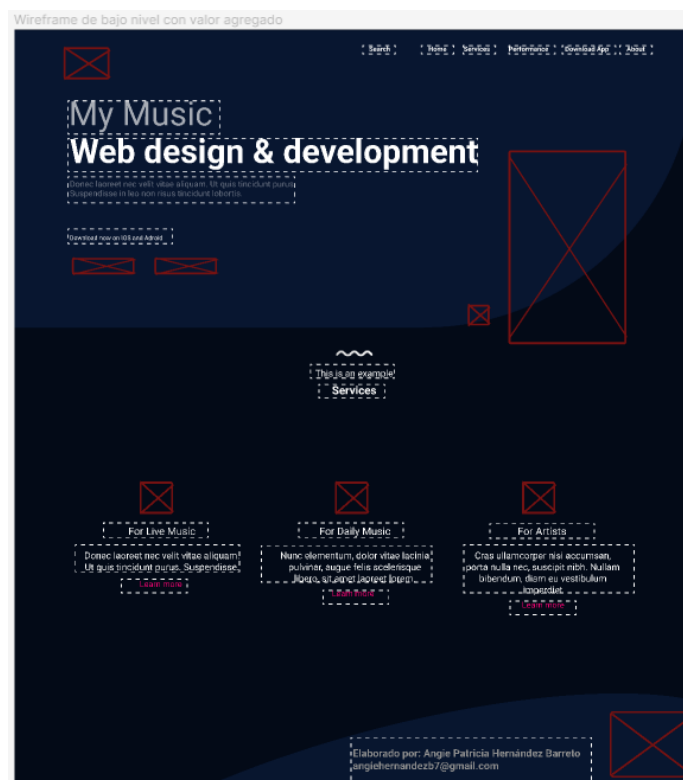 Wireframe de bajo nivel con valor agregado
Search Home Services Performance Download App About
My Music
Web design & development
Donec laoreet nec velit vitae aliquam. Ut quis tincidunt purus.
Suspendisse in leo non risus tincidunt lobortis.
Download now an IOS and Adroid
This is an example!
Services
For Live Music
Donec laoreet nec velit vitae aliquam.
Ut quis tincidunt purus. Suspendisse.
Learn more
For Daily Music
Nunc elementum, dolor vitae lacinia
pulvinar, augue felis scelerisque
libero, sit amet laoreet lorem.
Learn more
For Artists
Cras ullamcorper nisi accumsan,
porta nulla nec, suscipit nibh. Nullam
bibendum, diam eu vestibulum
imperdiet.
Learn more
Elaborado por: Angie Patricia Hernández Barreto
angiehernandezb7@gmail.com